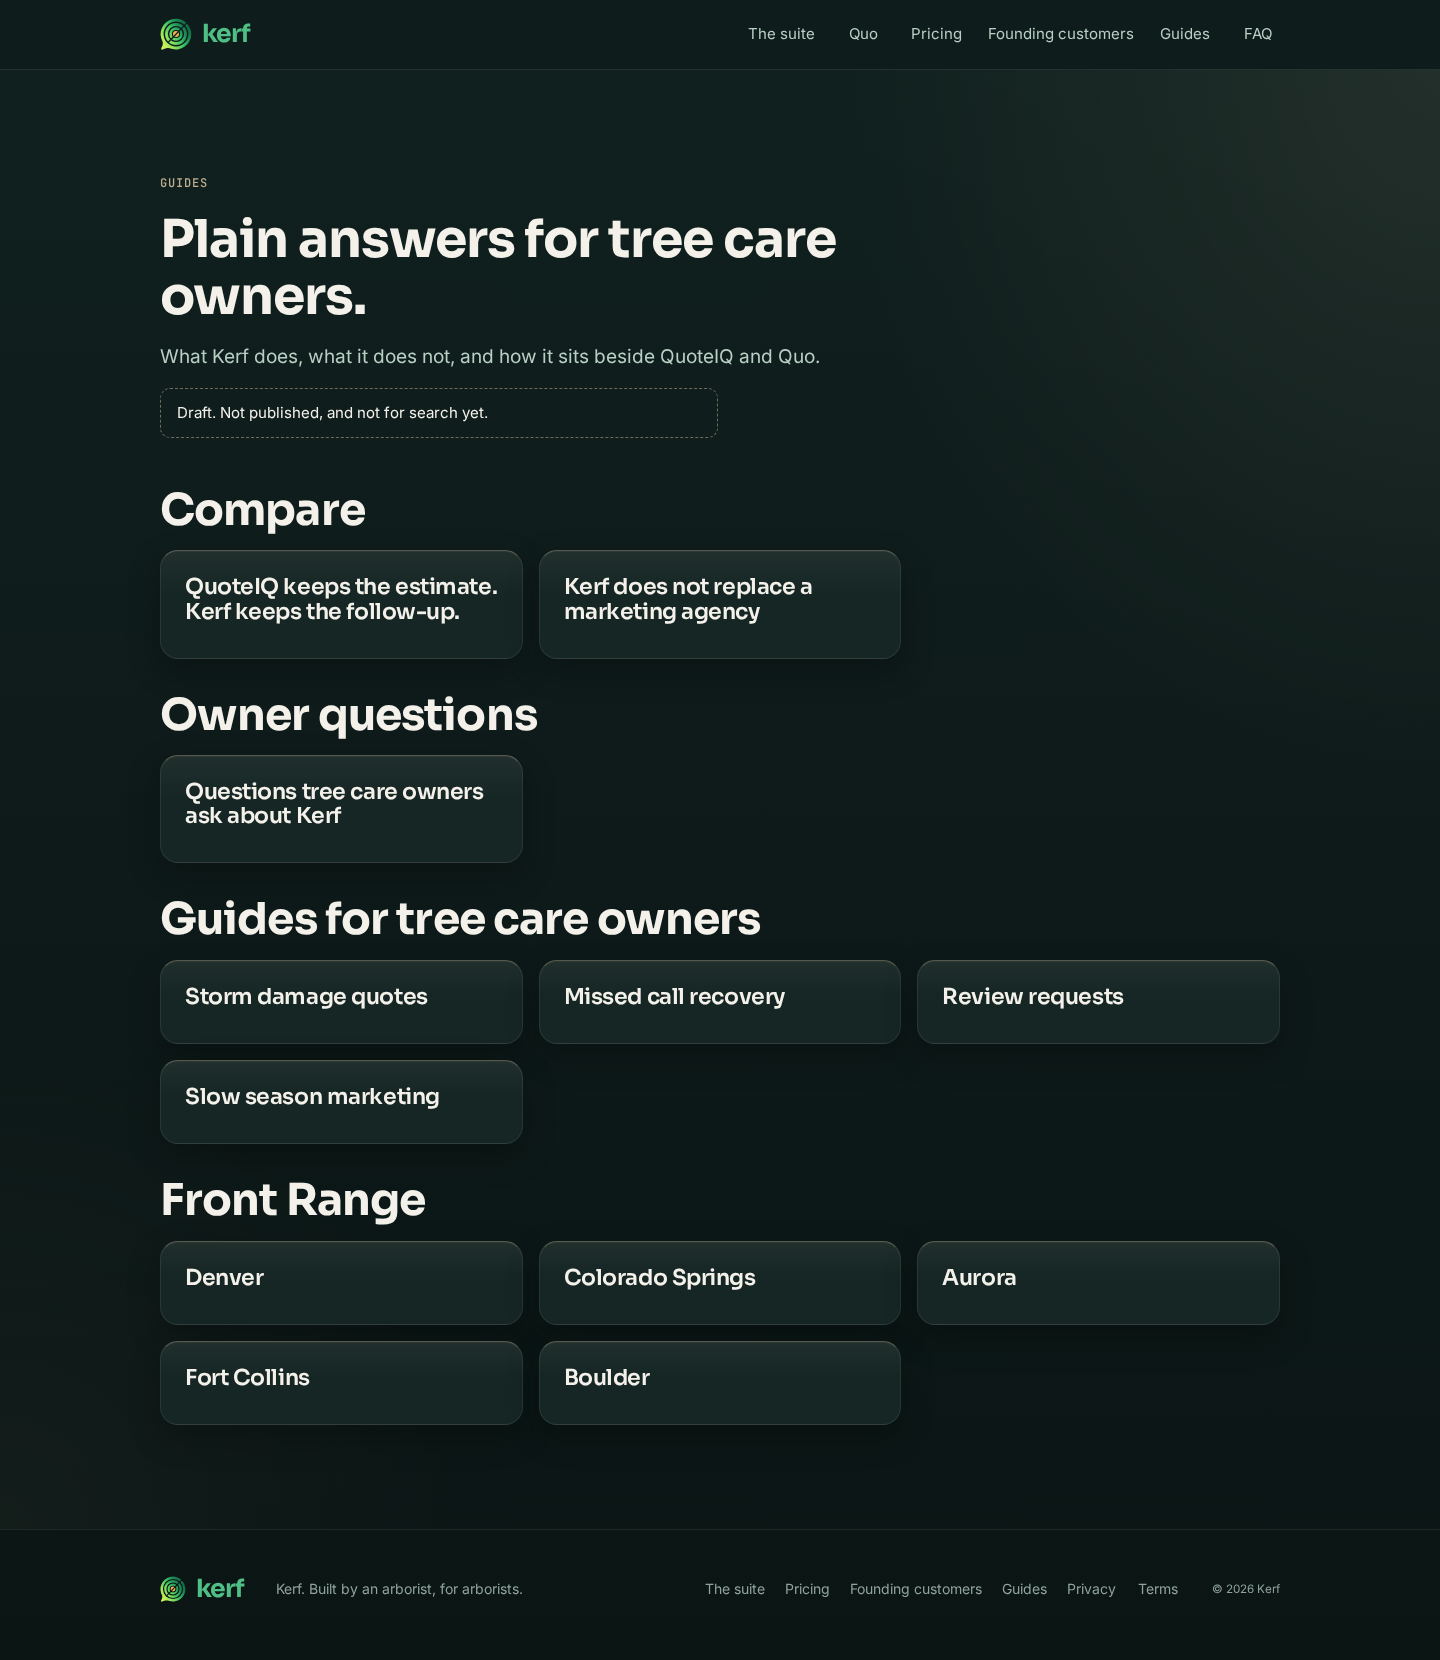 kerf
The suite Quo Pricing Founding customers Guides FAQ
GUIDES
Plain answers for tree care
owners.
What Kerf does, what it does not, and how it sits beside QuoteIQ and Quo.
Draft. Not published, and not for search yet.
Compare
QuoteIQ keeps the estimate.
Kerf keeps the follow-up.
Kerf does not replace a
marketing agency
Owner questions
Questions tree care owners
ask about Kerf
Guides for tree care owners
Storm damage quotes
Missed call recovery
Review requests
Slow season marketing
Front Range
Denver
Colorado Springs
Aurora
Fort Collins
Boulder
kerf
Kerf. Built by an arborist, for arborists.
The suite Pricing Founding customers Guides Privacy Terms © 2026 Kerf